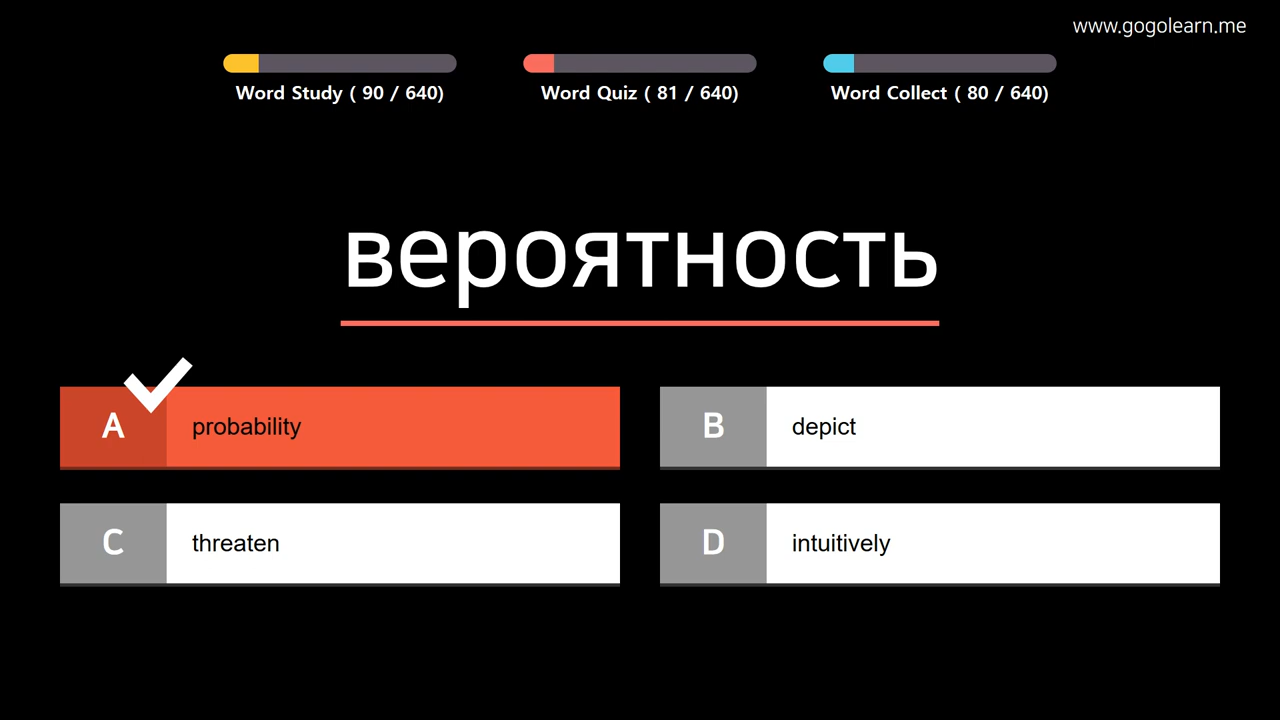 www.gogolearn.me
Word Study ( 90 / 640)
Word Quiz ( 81 / 640)
Word Collect ( 80 / 640)
вероятность
A probability
B depict
C threaten
D intuitively